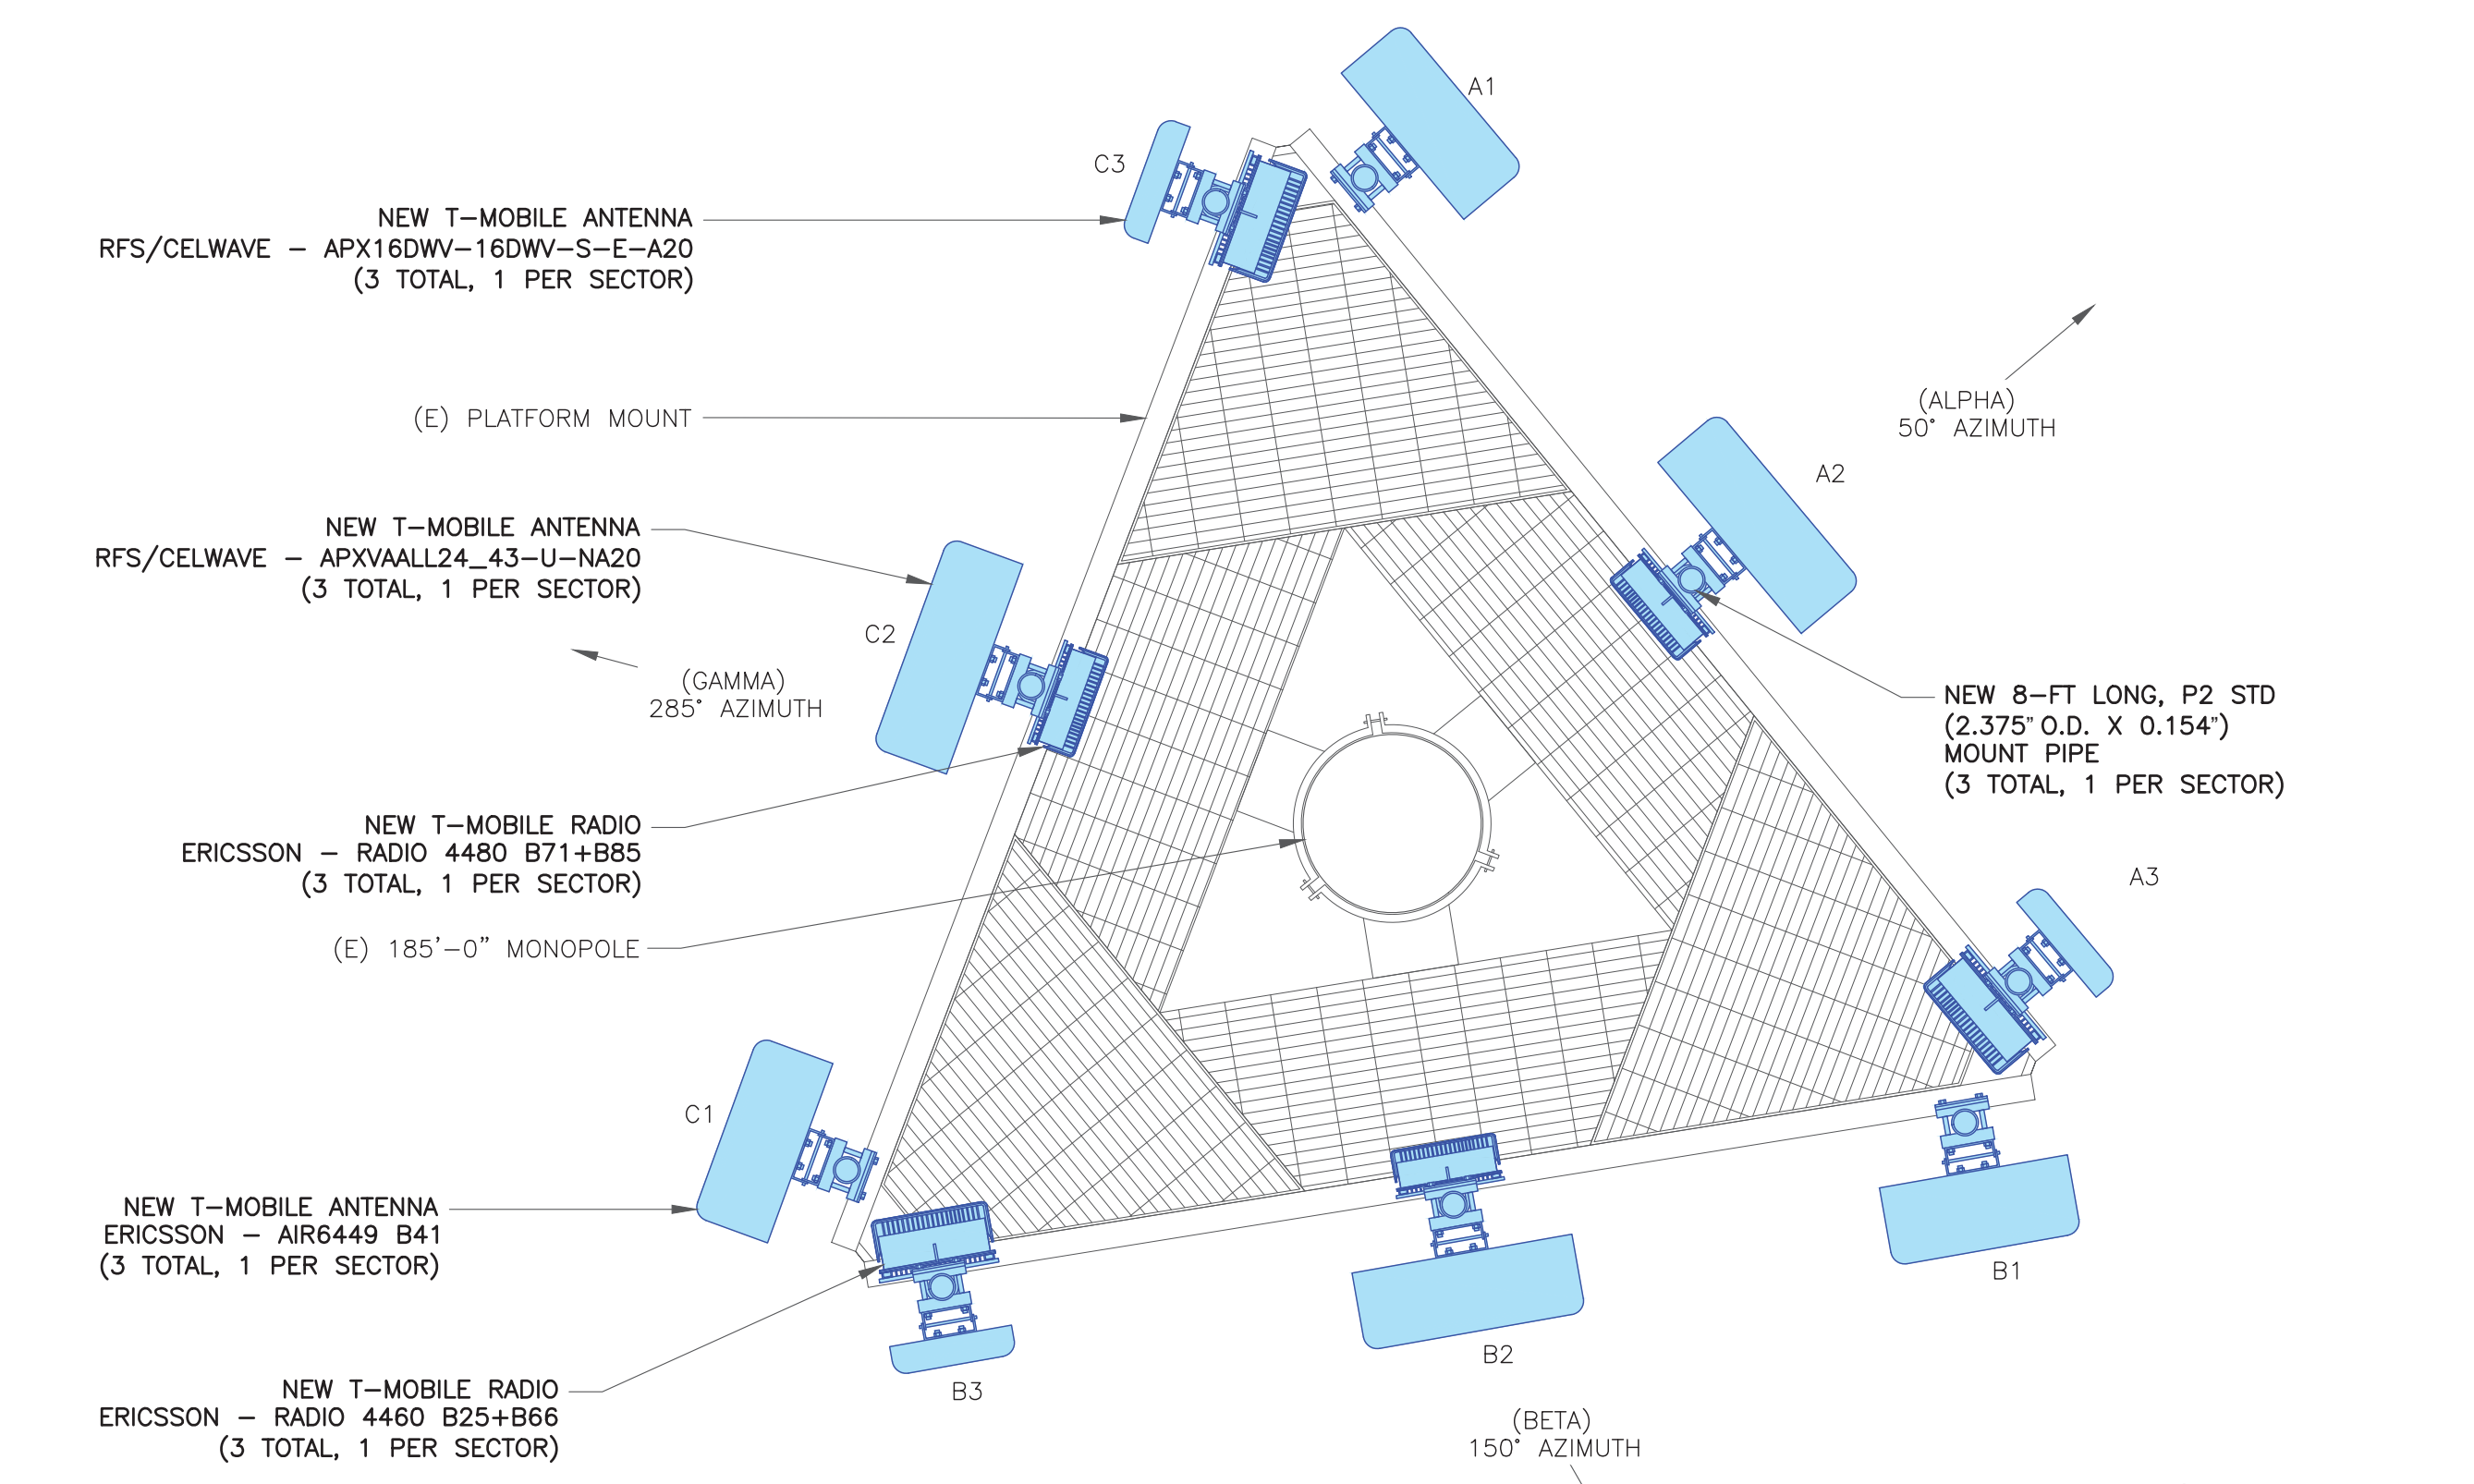 A1
C3
NEW T-MOBILE ANTENNA
RFS/CELWAVE - APX16DWV-16DWV-S-E-A20
(3 TOTAL, 1 PER SECTOR)
(E) PLATFORM MOUNT
(ALPHA)
50° AZIMUTH
A2
NEW T-MOBILE ANTENNA
RFS/CELWAVE - APXVAALL24_43-U-NA20
(3 TOTAL, 1 PER SECTOR)
C2
(GAMMA)
285° AZIMUTH
NEW 8-FT LONG, P2 STD
(2.375" O.D. X 0.154")
MOUNT PIPE
(3 TOTAL, 1 PER SECTOR)
NEW T-MOBILE RADIO
ERICSSON - RADIO 4480 B71+B85
(3 TOTAL, 1 PER SECTOR)
A3
(E) 185'-0" MONOPOLE
C1
NEW T-MOBILE ANTENNA
ERICSSON - AIR6449 B41
(3 TOTAL, 1 PER SECTOR)
B1
B2
B3
NEW T-MOBILE RADIO
ERICSSON - RADIO 4460 B25+B66
(3 TOTAL, 1 PER SECTOR)
(BETA)
150° AZIMUTH